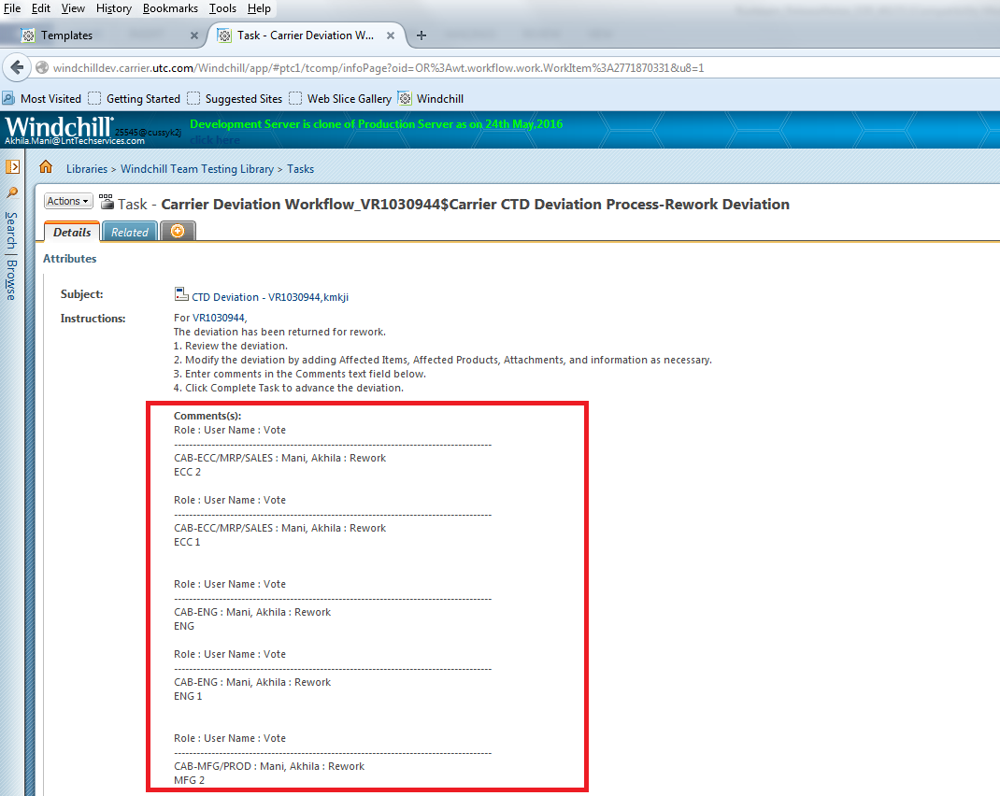 File Edit View History Bookmarks Tools Help
Templates
Task - Carrier Deviation W...
windchilldev.carrier.utc.com/Windchill/app/#ptc1/tcomp/infoPage?oid=OR%3Awt.workflow.work.WorkItem%3A2771870331&u8=1
Most Visited Getting Started Suggested Sites Web Slice Gallery Windchill
Windchill 25545@cussyk2j Development Server is clone of Production Server as on 24th May,2016
Akhila.Mani@LntTechservices.com click here
Libraries > Windchill Team Testing Library > Tasks
Actions Task - Carrier Deviation Workflow_VR1030944$Carrier CTD Deviation Process-Rework Deviation
Details Related
Search Browse
Attributes
Subject: CTD Deviation - VR1030944,kmkji
Instructions: For VR1030944,
The deviation has been returned for rework.
1. Review the deviation.
2. Modify the deviation by adding Affected Items, Affected Products, Attachments, and information as necessary.
3. Enter comments in the Comments text field below.
4. Click Complete Task to advance the deviation.
Comments(s):
Role : User Name : Vote
-------------------------------------------------------------------------------------
CAB-ECC/MRP/SALES : Mani, Akhila : Rework
ECC 2
Role : User Name : Vote
-------------------------------------------------------------------------------------
CAB-ECC/MRP/SALES : Mani, Akhila : Rework
ECC 1
Role : User Name : Vote
-------------------------------------------------------------------------------------
CAB-ENG : Mani, Akhila : Rework
ENG
Role : User Name : Vote
-------------------------------------------------------------------------------------
CAB-ENG : Mani, Akhila : Rework
ENG 1
Role : User Name : Vote
-------------------------------------------------------------------------------------
CAB-MFG/PROD : Mani, Akhila : Rework
MFG 2